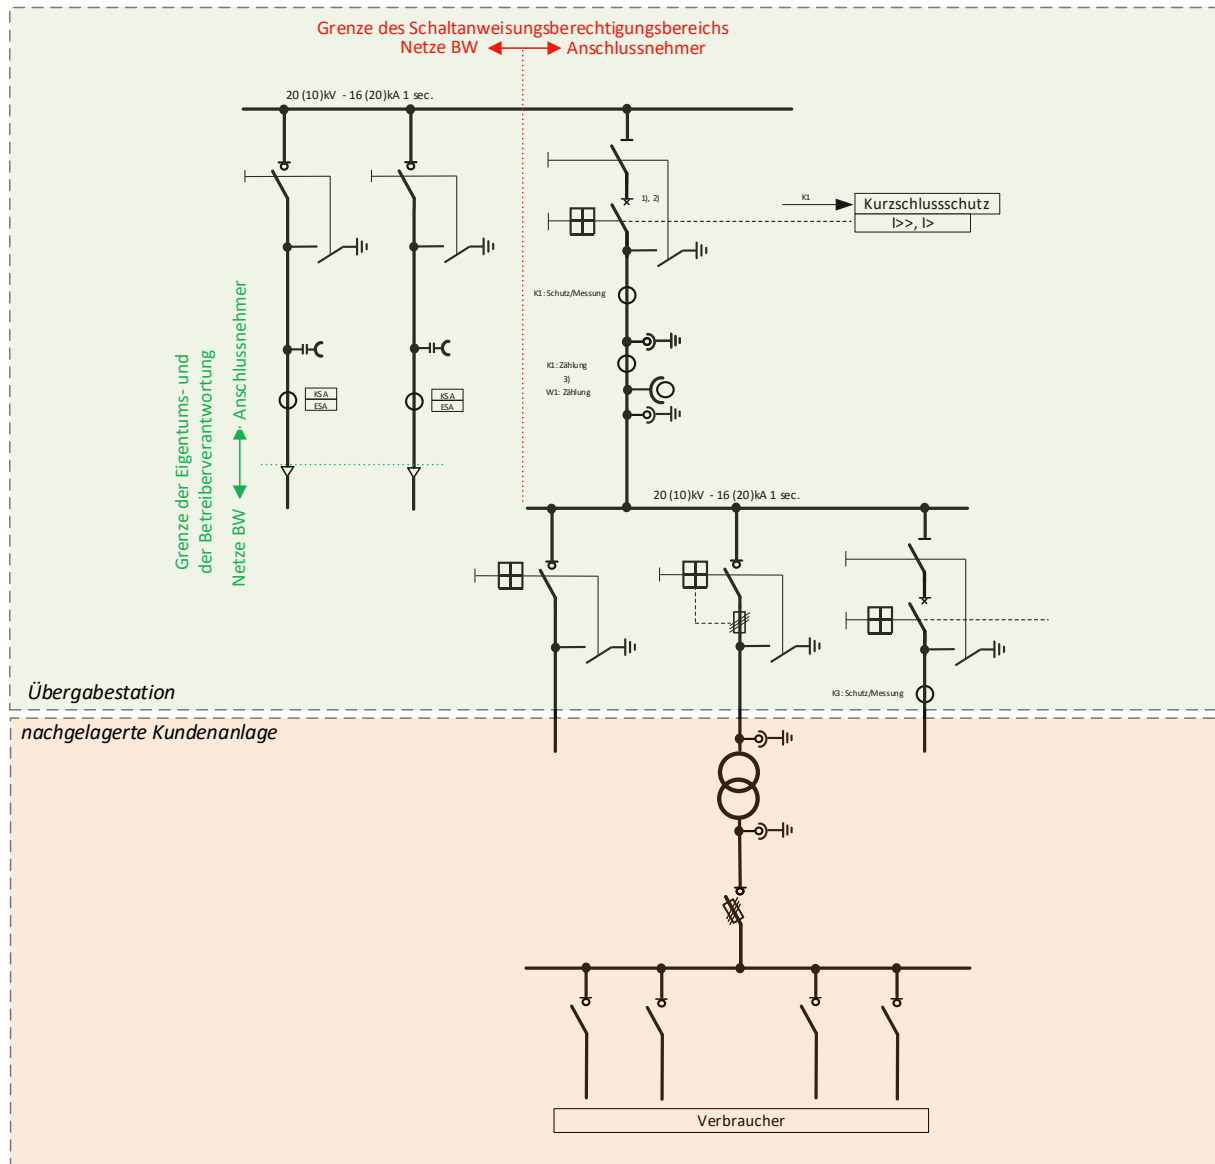 Grenze des Schaltanweisungsberechtigungsbereichs
Netze BW
Anschlussnehmer
20 (10)kV - 16 (20)kA 1 sec.
1), 2)
K1
Kurzschlussschutz
I>>, I>
K1: Schutz/Messung
K1: Zählung
3)
W1: Zählung
KSA
ESA
KSA
ESA
Grenze der Eigentums- und
der Betreiberverantwortung
Netze BW
Anschlussnehmer
20 (10)kV - 16 (20)kA 1 sec.
K3: Schutz/Messung
Übergabestation
nachgelagerte Kundenanlage
Verbraucher